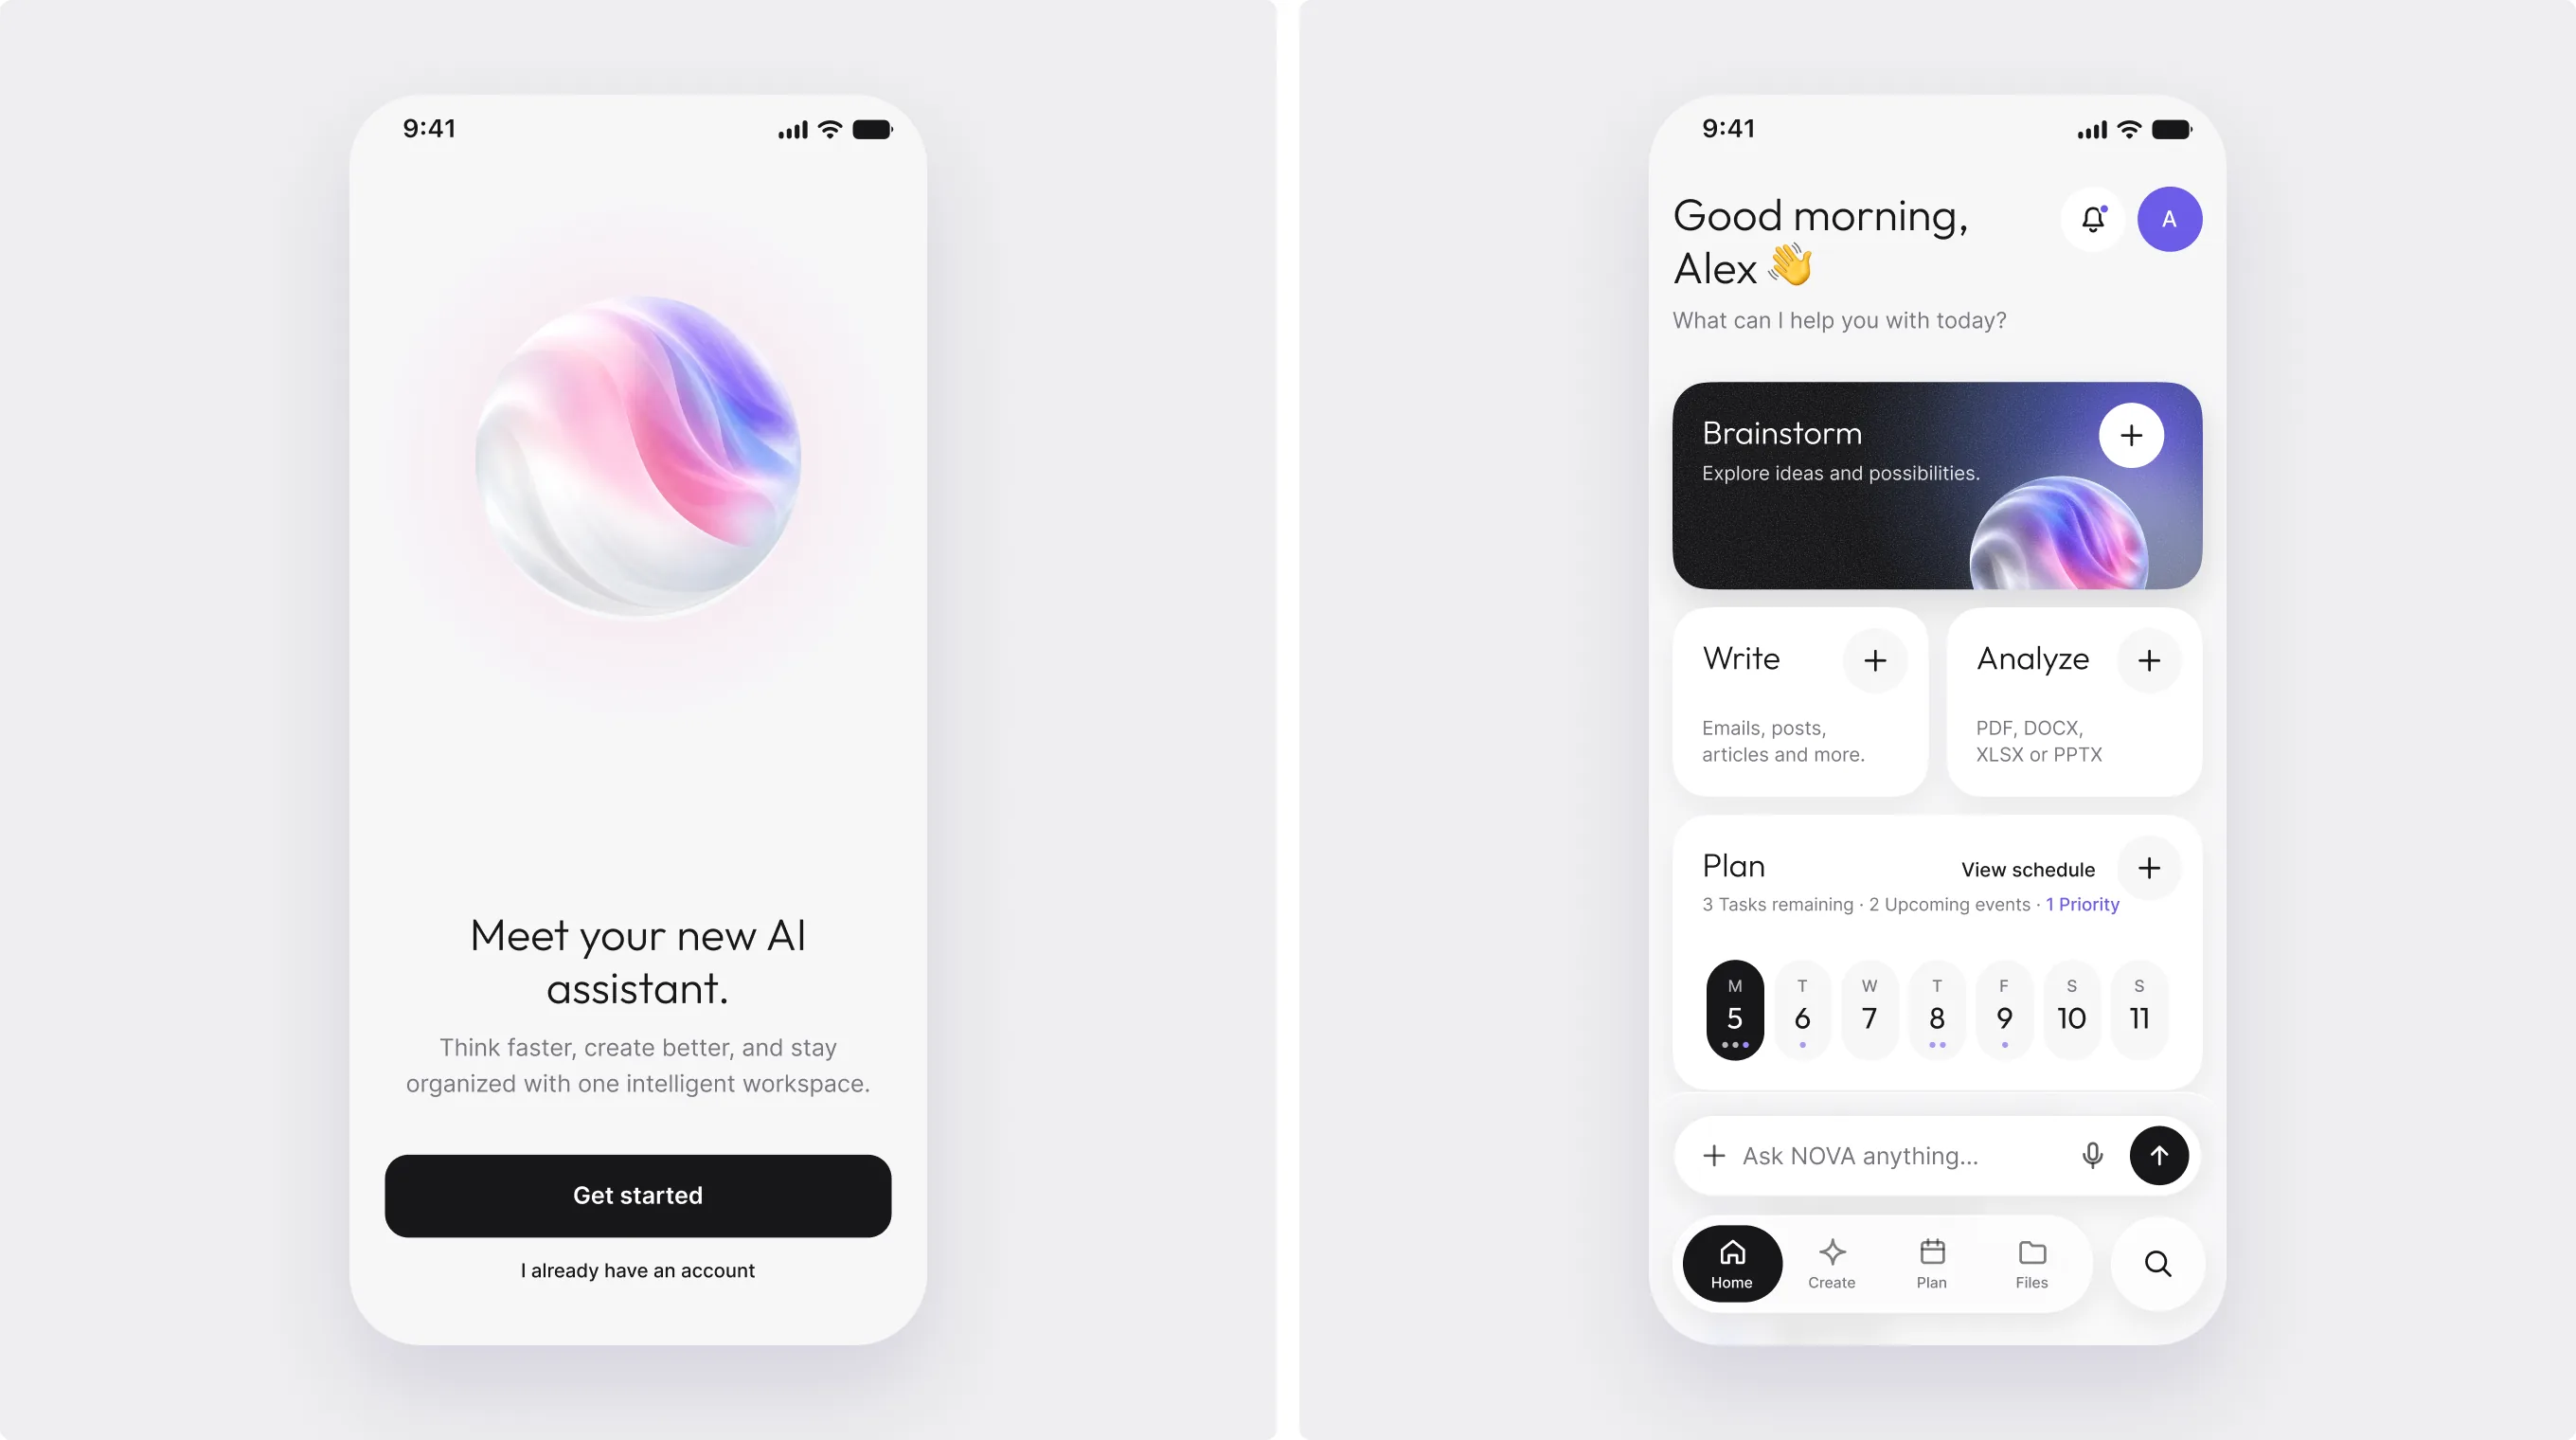 9:41
Meet your new AI
assistant.
Think faster, create better, and stay
organized with one intelligent workspace.
Get started
I already have an account
9:41
Good morning,
Alex 👋
A
What can I help you with today?
Brainstorm
Explore ideas and possibilities.
Write
Emails, posts,
articles and more.
Analyze
PDF, DOCX,
XLSX or PPTX
Plan
View schedule
3 Tasks remaining · 2 Upcoming events · 1 Priority
M T W T F S S
5 6 7 8 9 10 11
Ask NOVA anything...
Home Create Plan Files